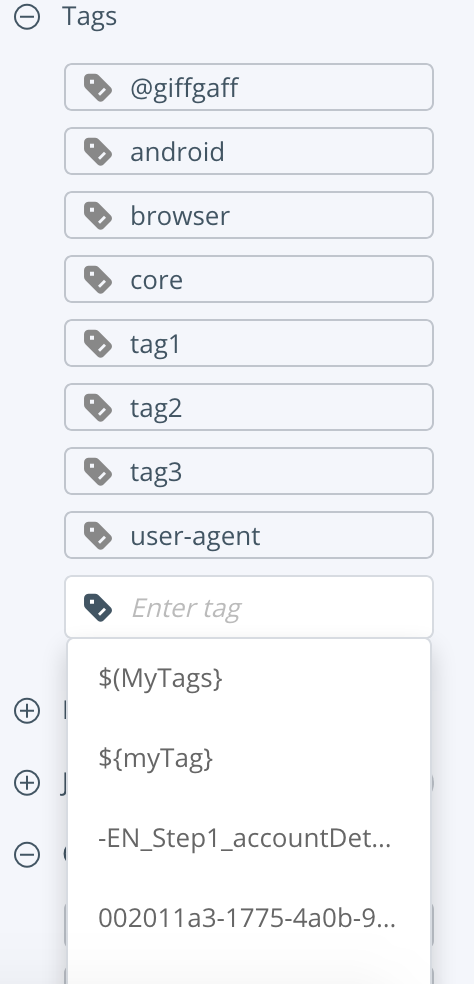 Tags
@giffgaff
android
browser
core
tag1
tag2
tag3
user-agent
Enter tag
$(MyTags}
${myTag}
-EN_Step1_accountDet...
002011a3-1775-4a0b-9...